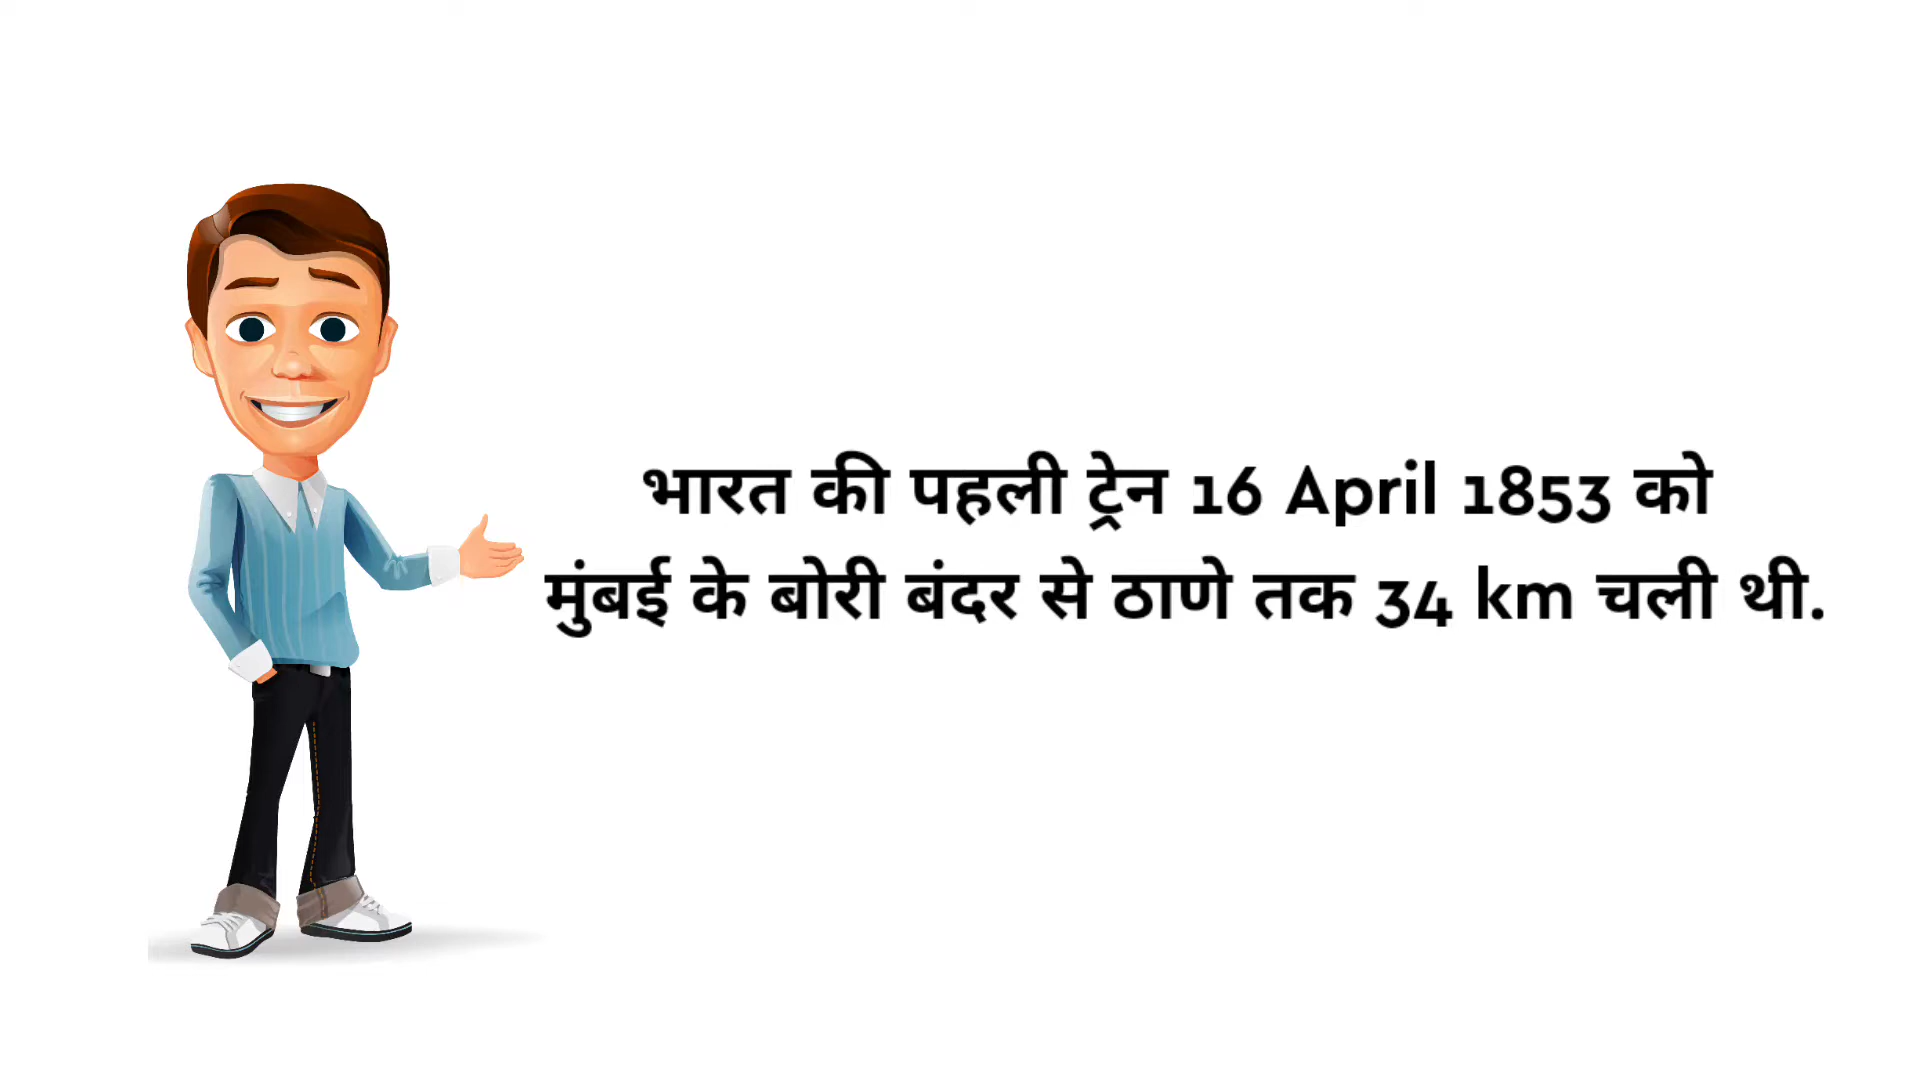 भारत की पहली ट्रेन 16 April 1853 को
मुंबई के बोरी बंदर से ठाणे तक 34 km चली थी.